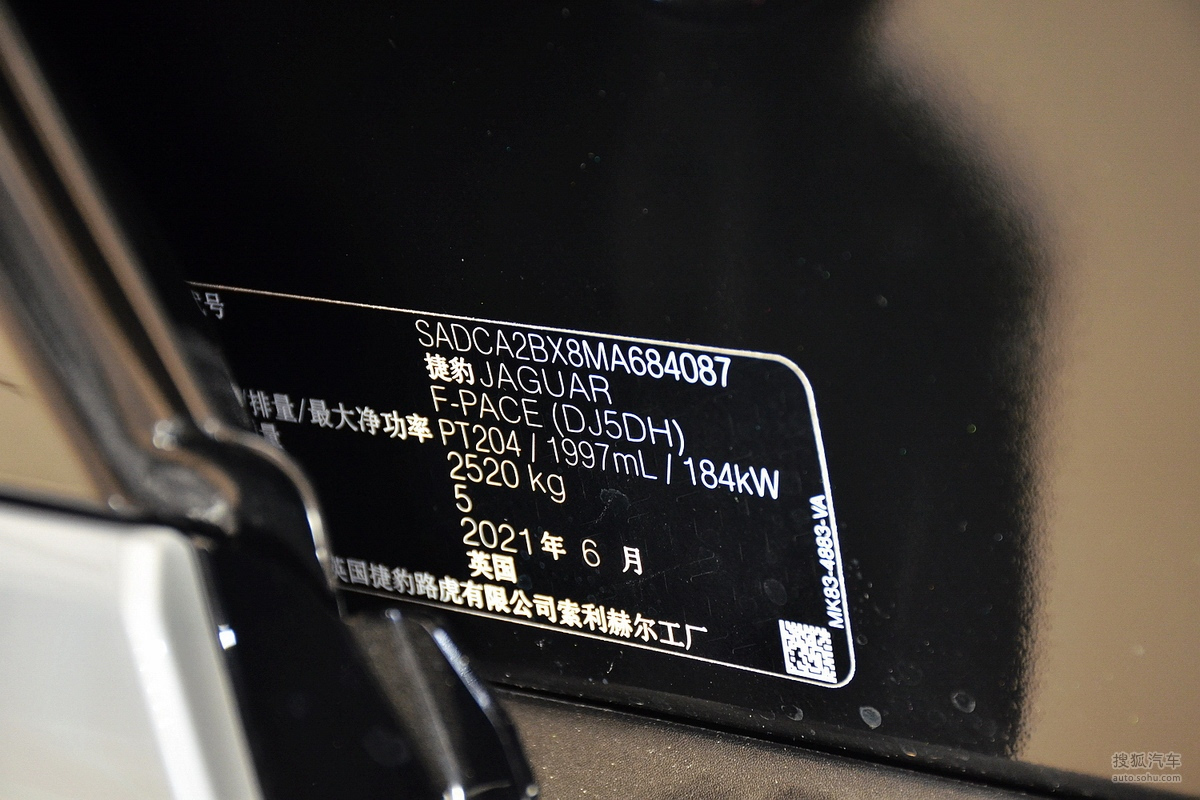 号
SADCA2BX8MA684087
捷豹 JAGUAR
F-PACE (DJ5DH)
/排量/最大净功率 PT204 / 1997mL / 184kW
量 2520 kg
5
2021 年 6 月
英国
英国捷豹路虎有限公司索利赫尔工厂
MK83-4883-VA
搜狐汽车
auto.sohu.com